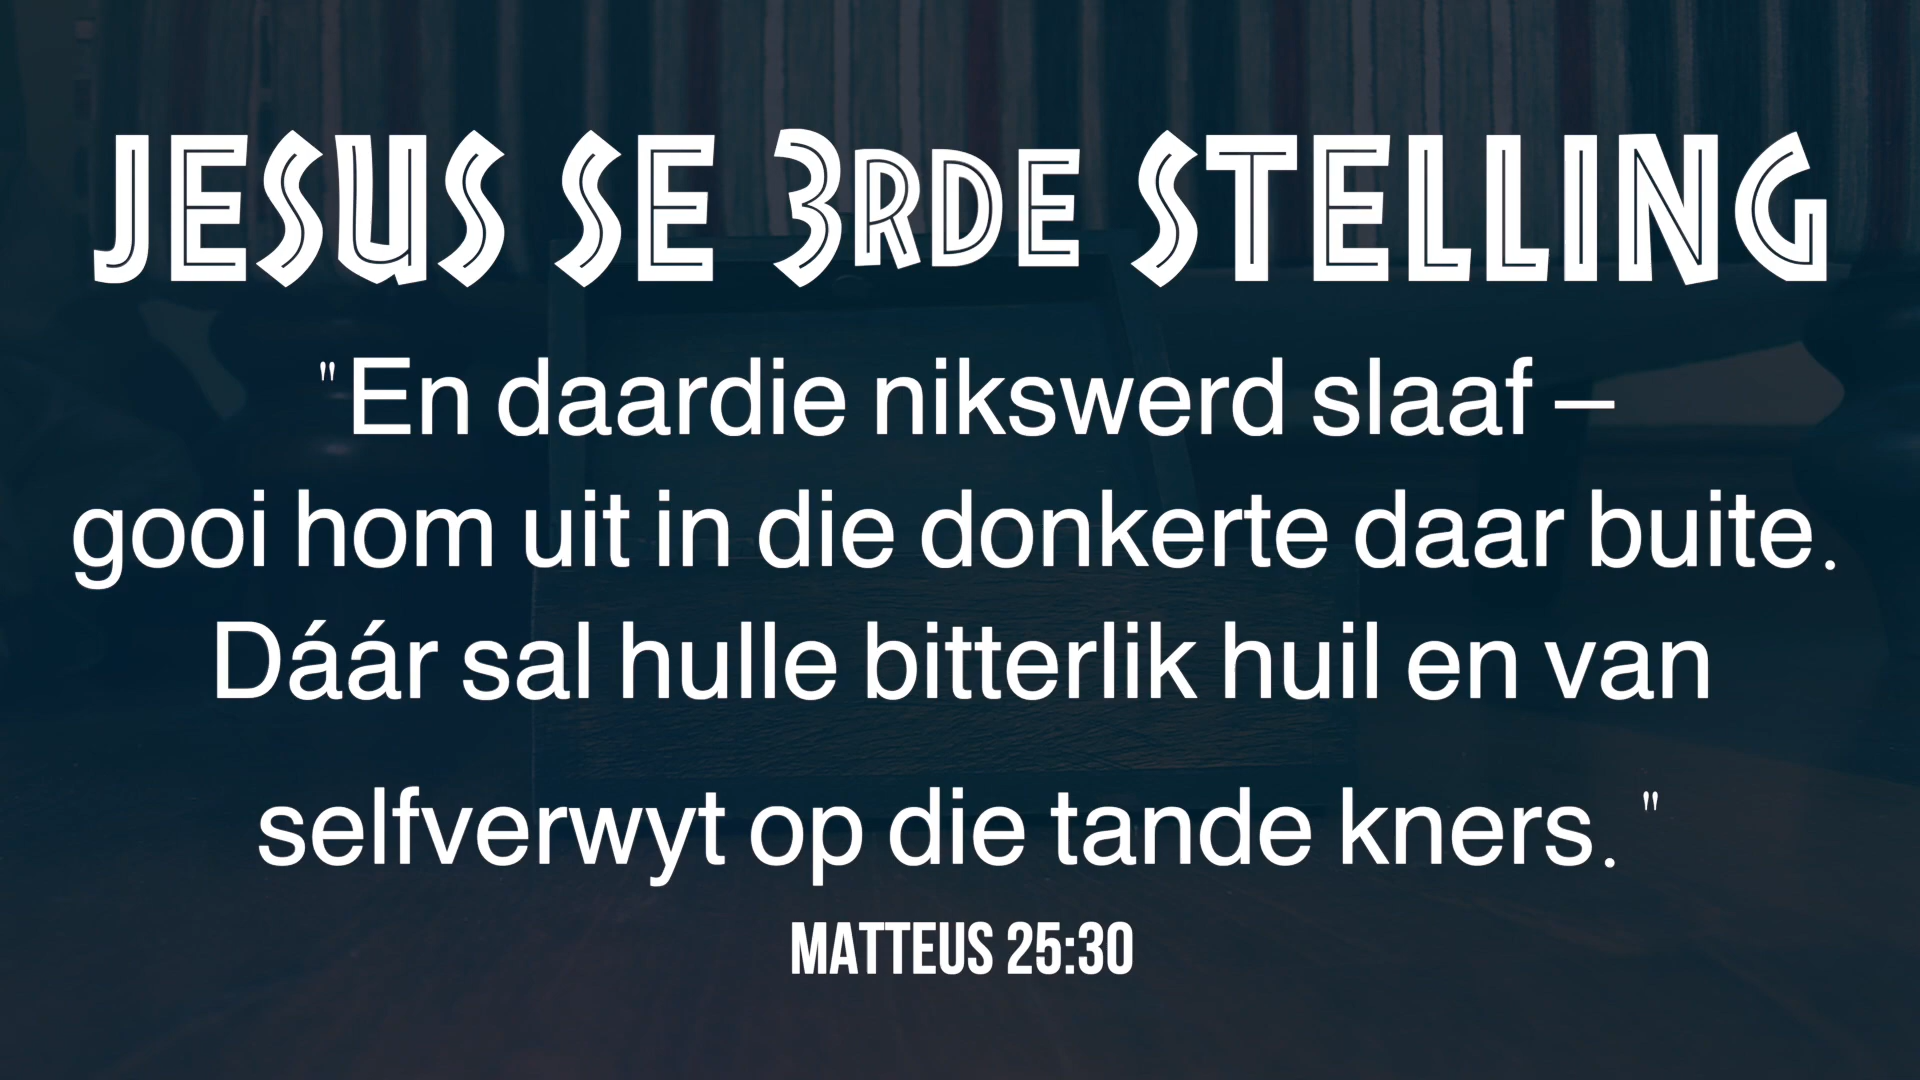 JESUS SE 3RDE STELLING
"En daardie nikswerd slaaf –
gooi hom uit in die donkerte daar buite.
Dáár sal hulle bitterlik huil en van
selfverwyt op die tande kners. "
MATTEUS 25:30